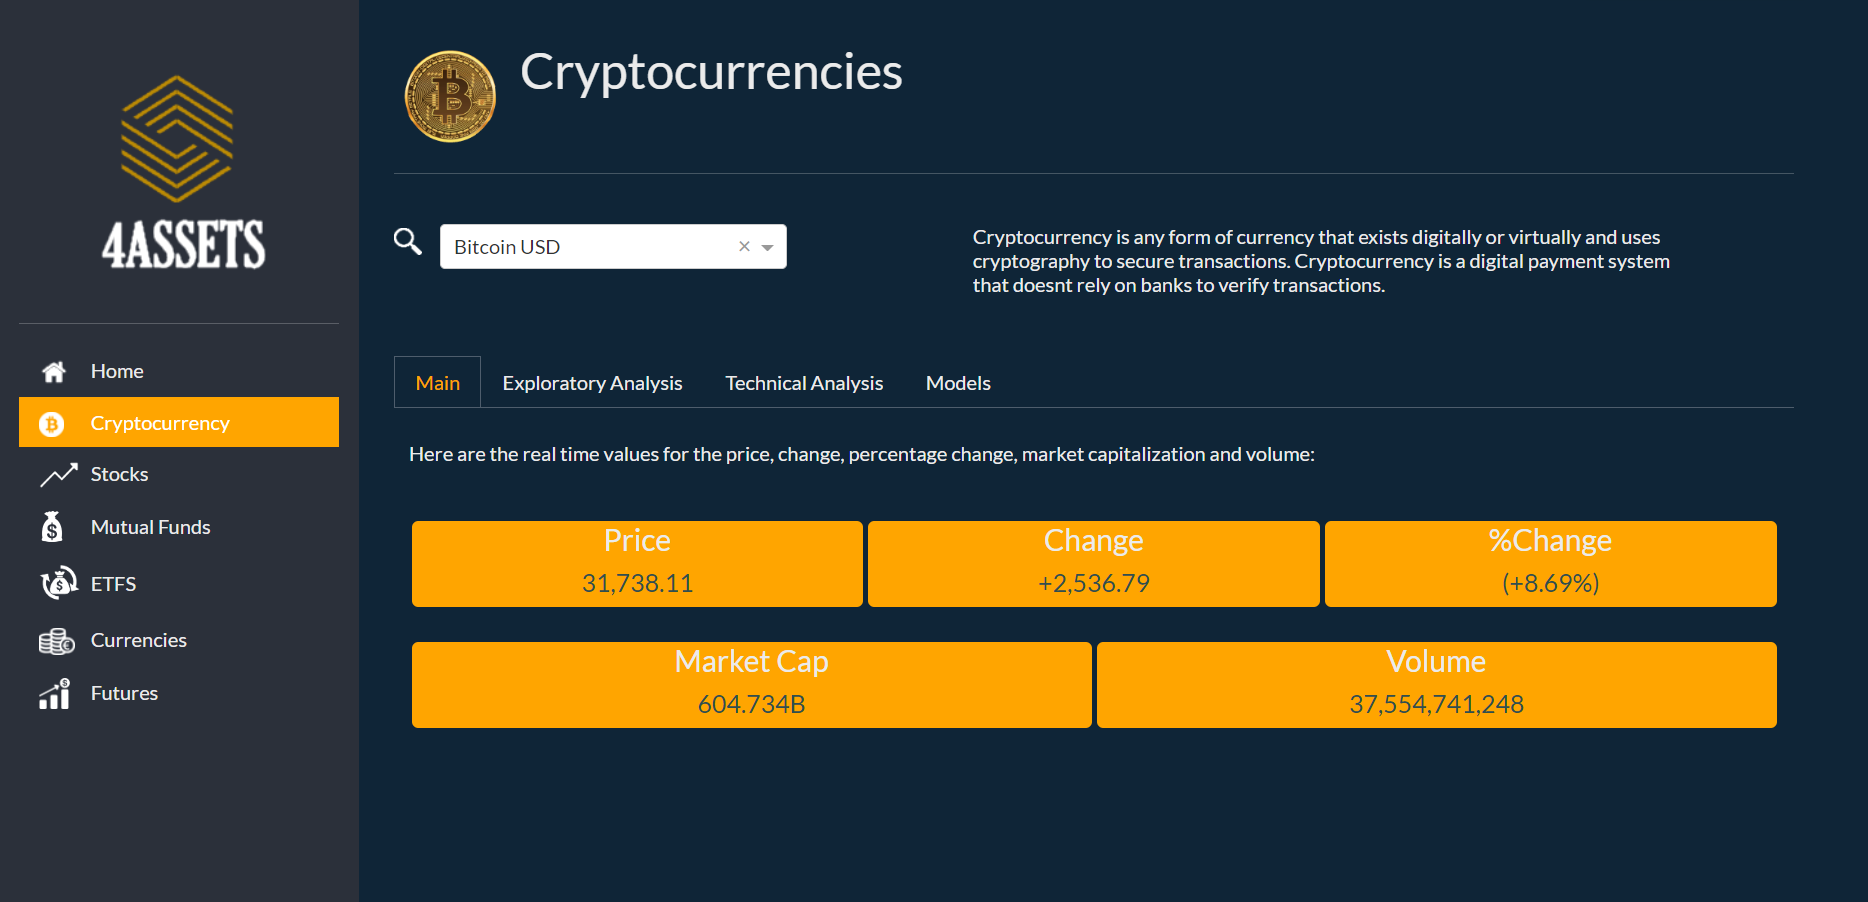 4ASSETS
Home
Cryptocurrency
Stocks
Mutual Funds
ETFS
Currencies
Futures
Cryptocurrencies
Bitcoin USD
Cryptocurrency is any form of currency that exists digitally or virtually and uses
cryptography to secure transactions. Cryptocurrency is a digital payment system
that doesnt rely on banks to verify transactions.
Main Exploratory Analysis Technical Analysis Models
Here are the real time values for the price, change, percentage change, market capitalization and volume:
Price Change %Change
31,738.11 +2,536.79 (+8.69%)
Market Cap Volume
604.734B 37,554,741,248